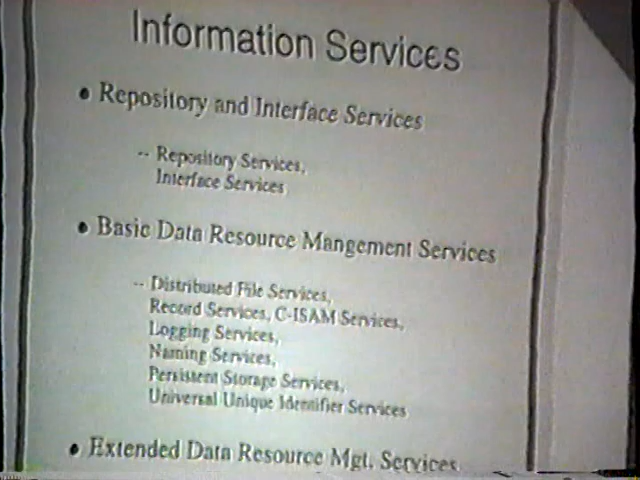 Information Services
• Repository and Interface Services
-- Repository Services,
Interface Services
• Basic Data Resource Mangement Services
-- Distributed File Services,
Record Services, C-ISAM Services,
Logging Services,
Naming Services,
Persistent Storage Services,
Universal Unique Identifier Services
• Extended Data Resource Mgt. Services